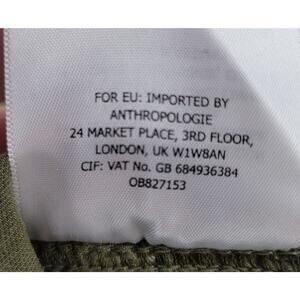 FOR EU: IMPORTED BY
ANTHROPOLOGIE
24 MARKET PLACE, 3RD FLOOR,
LONDON, UK W1W8AN
CIF: VAT No. GB 684936384
OB827153